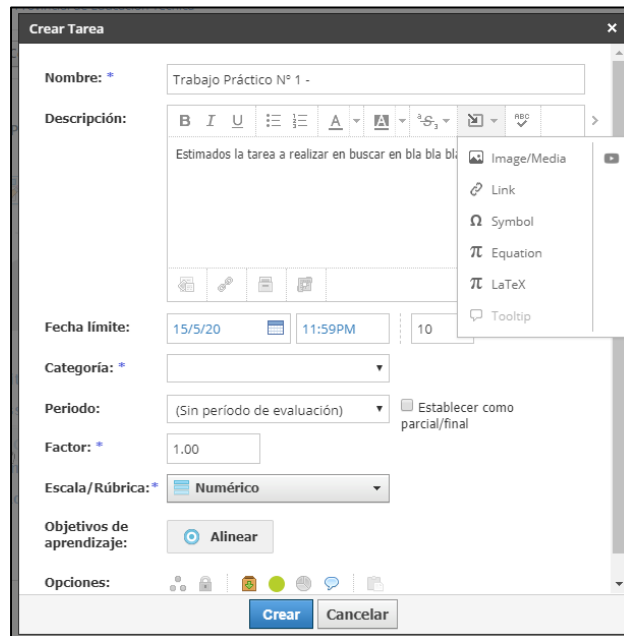 Crear Tarea
Nombre: *
Trabajo Práctico Nº 1 -
Descripción:
B I U A A
ABC
Estimados la tarea a realizar en buscar en bla bla
Image/Media
Link
Ω Symbol
π Equation
π LaTeX
Tooltip
Fecha límite:
15/5/20
11:59PM
10
Categoría: *
Periodo:
(Sin período de evaluación)
Establecer como
parcial/final
Factor: *
1.00
Escala/Rúbrica:*
Numérico
Objetivos de
aprendizaje:
Alinear
Opciones:
Crear
Cancelar